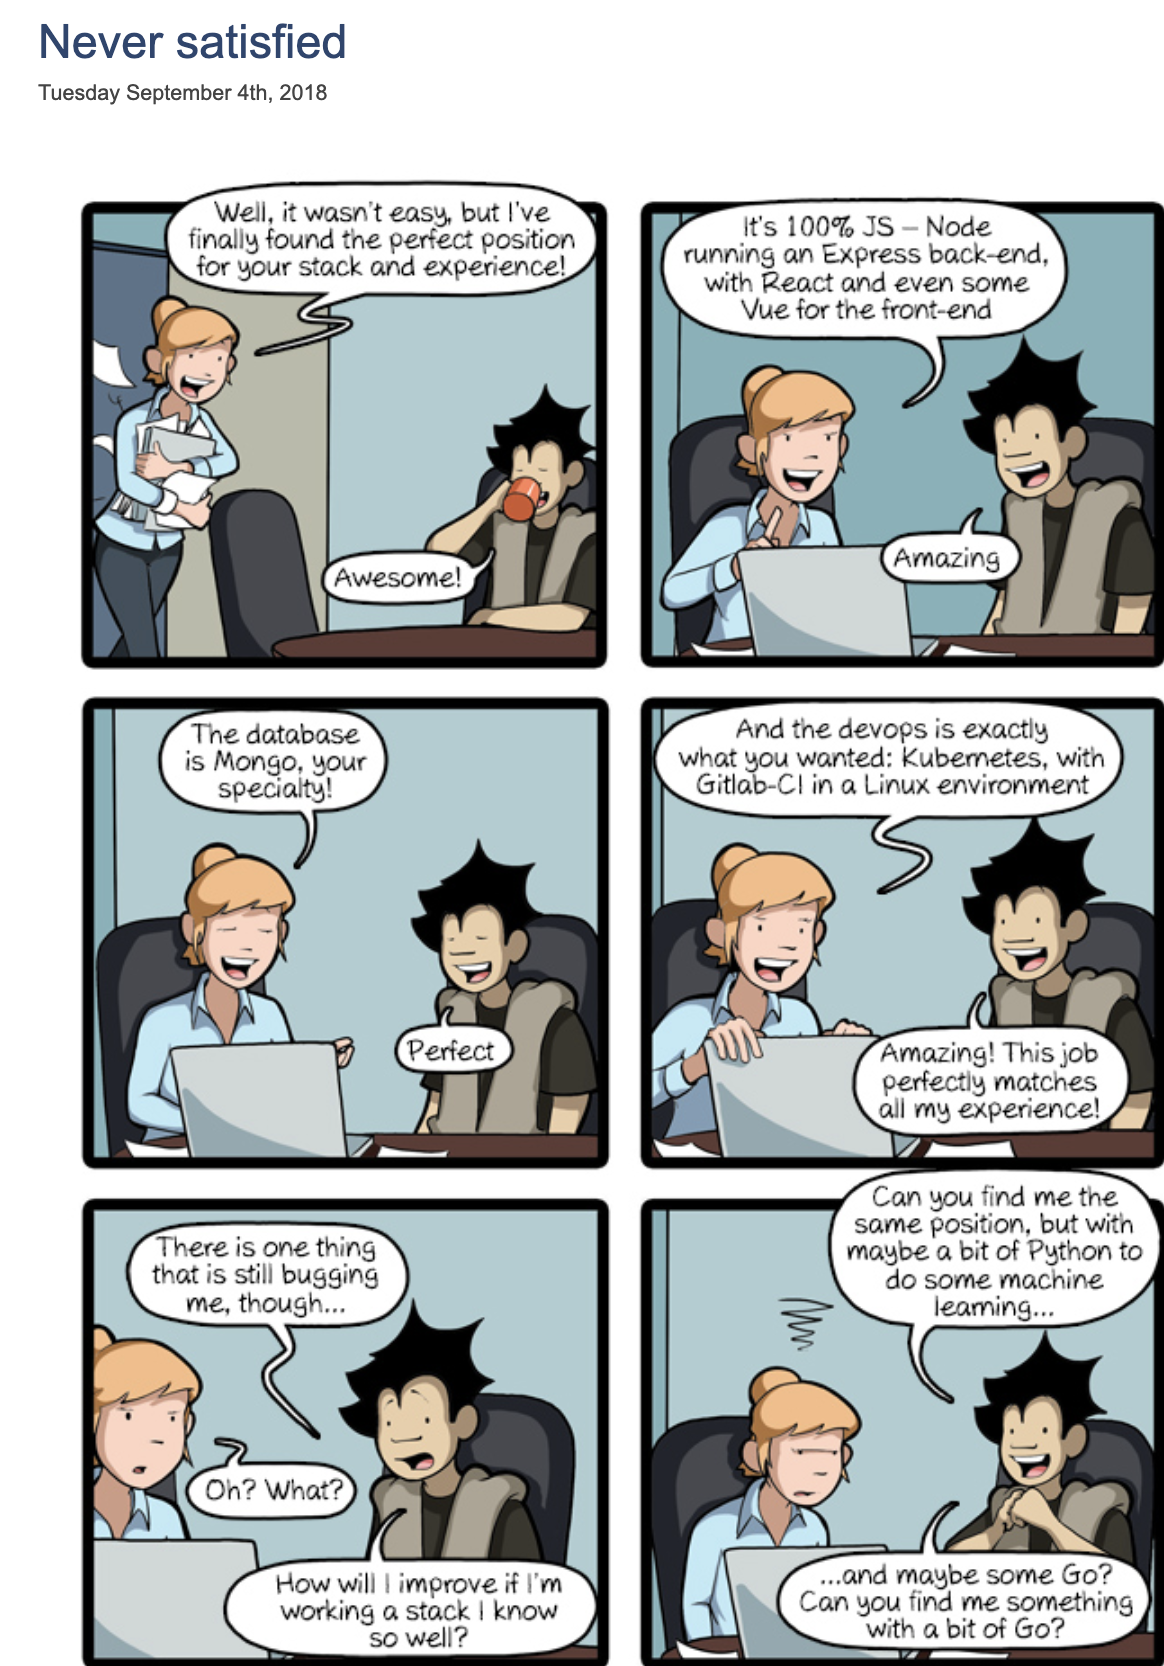 Never satisfied
Tuesday September 4th, 2018
Well, it wasn't easy, but I've
finally found the perfect position
for your stack and experience!
Awesome!
It's 100% JS – Node
running an Express back-end,
with React and even some
Vue for the front-end
Amazing
The database
is Mongo, your
specialty!
Perfect
And the devops is exactly
what you wanted: Kubernetes, with
Gitlab-CI in a Linux environment
Amazing! This job
perfectly matches
all my experience!
There is one thing
that is still bugging
me, though...
Oh? What?
How will I improve if I'm
working a stack I know
so well?
Can you find me the
same position, but with
maybe a bit of Python to
do some machine
learning...
...and maybe some Go?
Can you find me something
with a bit of Go?